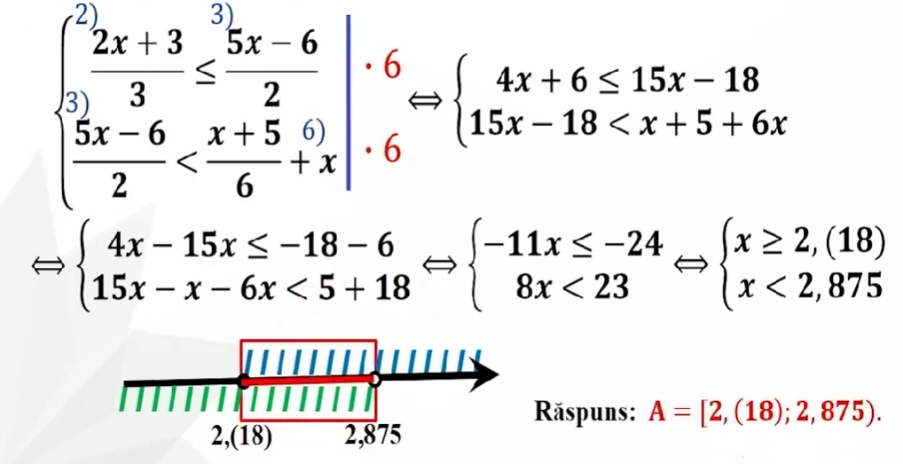 { 2) (2x + 3)/3 ≤ 3) (5x − 6)/2 | · 6
3) (5x − 6)/2 < (x + 5)/6 + x 6) | · 6
⇔ { 4x + 6 ≤ 15x − 18
15x − 18 < x + 5 + 6x
⇔ { 4x − 15x ≤ −18 − 6
15x − x − 6x < 5 + 18
⇔ { −11x ≤ −24
8x < 23
⇔ { x ≥ 2, (18)
x < 2, 875
2,(18) 2,875
Răspuns: A = [2, (18); 2, 875).